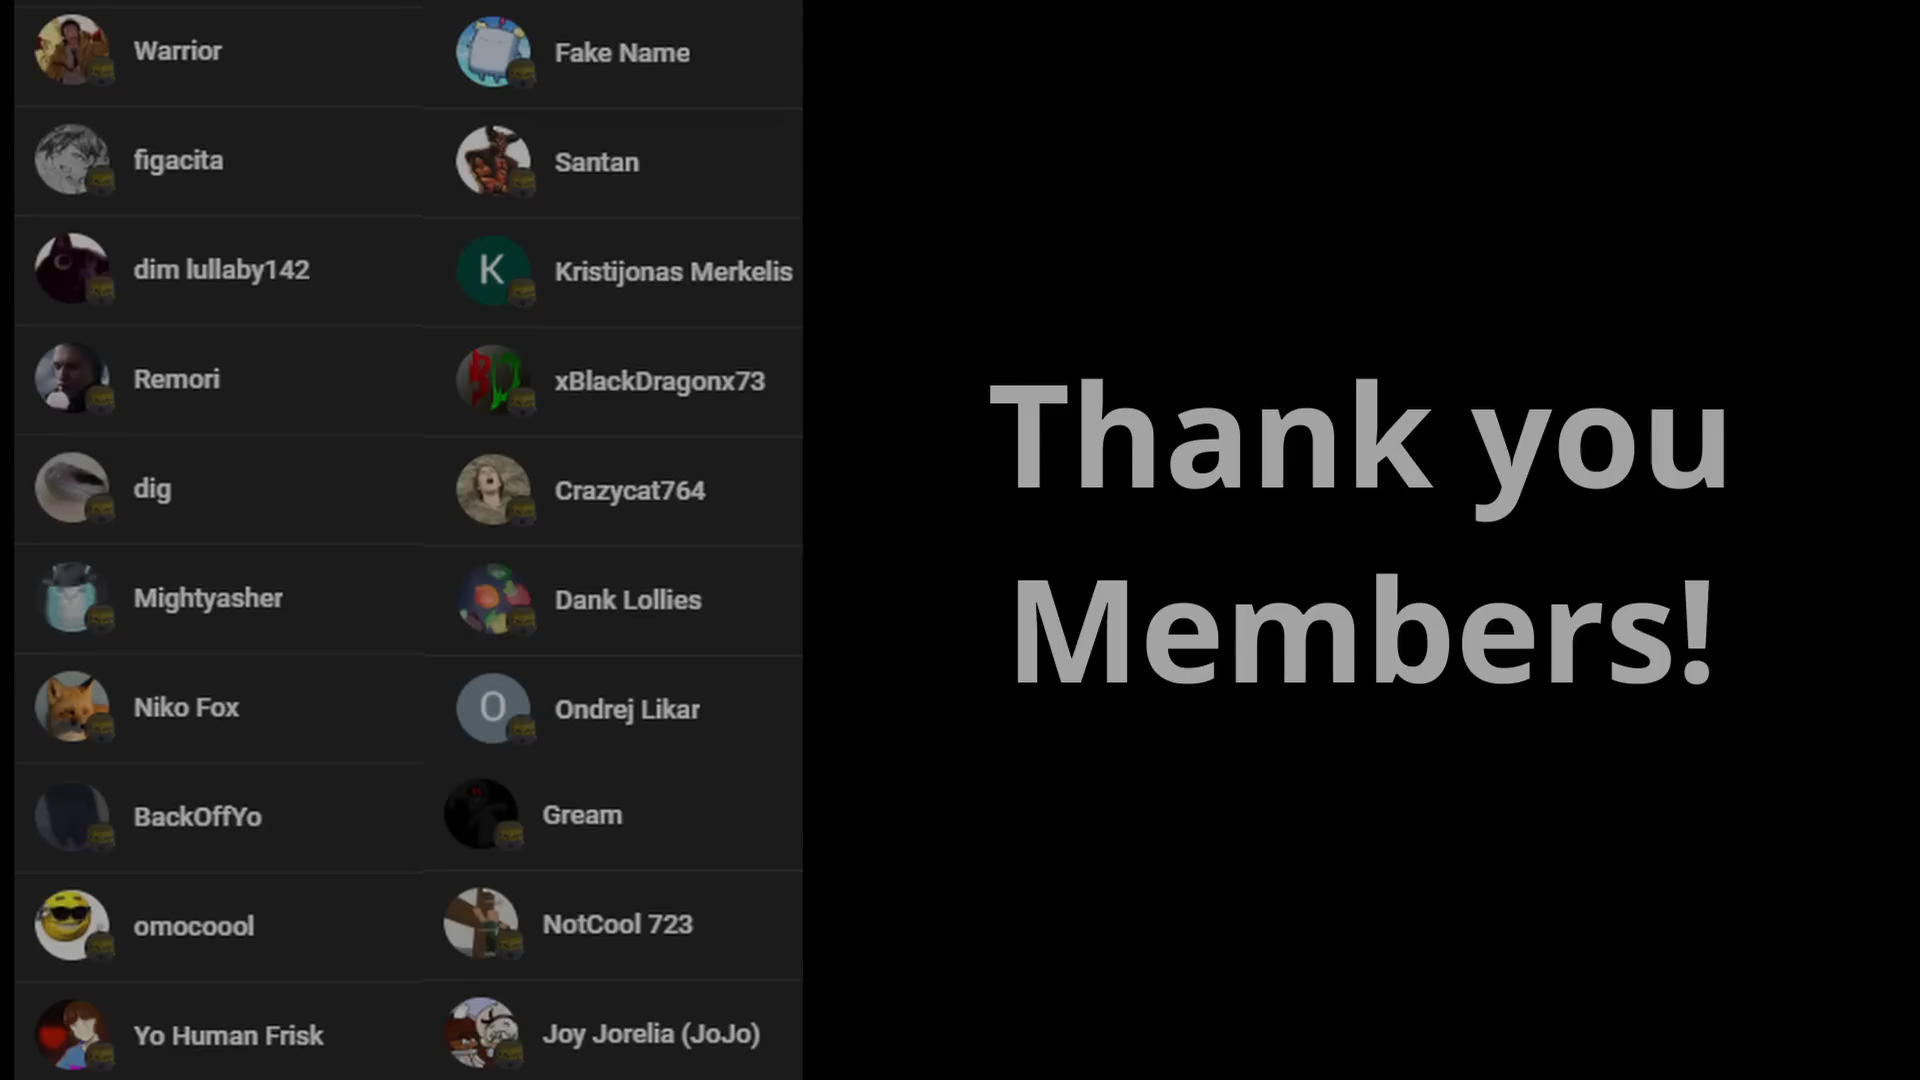 Warrior
figacita
dim lullaby142
Remori
dig
Mightyasher
Niko Fox
BackOffYo
omocoool
Yo Human Frisk
Fake Name
Santan
K
Kristijonas Merkelis
BD
xBlackDragonx73
Crazycat764
Dank Lollies
O
Ondrej Likar
Gream
NotCool 723
Joy Jorelia (JoJo)
Thank you
Members!